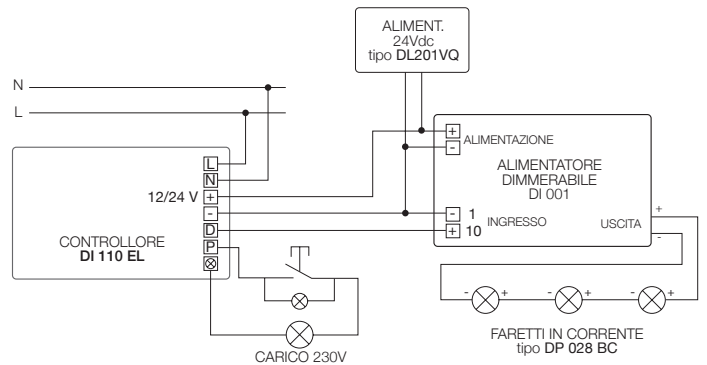 ALIMENT.
24Vdc
tipo DL201VQ
N
L
L
N
12/24 V +
-
D
P
CONTROLLORE
DI 110 EL
+
ALIMENTAZIONE
-
ALIMENTATORE
DIMMERABILE
DI 001
- 1
INGRESSO
+ 10
USCITA
+
-
- + - + - +
FARETTI IN CORRENTE
tipo DP 028 BC
CARICO 230V